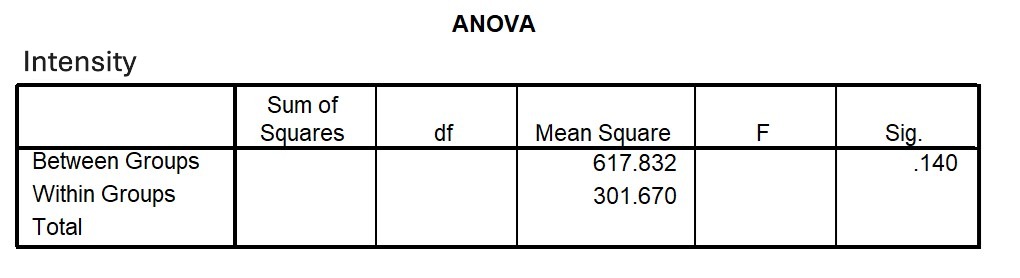 ANOVA
Intensity
Sum of Squares df Mean Square F Sig.
Between Groups 617.832 .140
Within Groups 301.670
Total